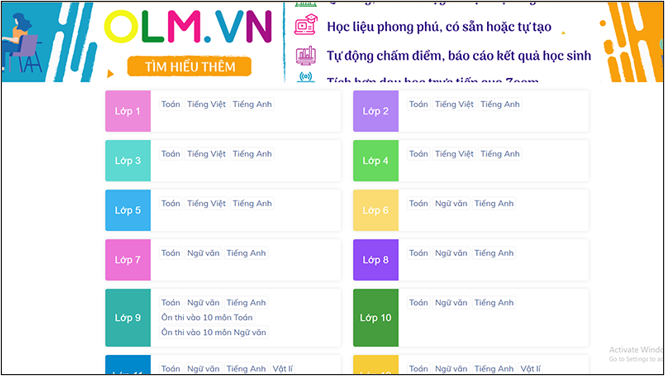 OLM.VN
TÌM HIỂU THÊM
Học liệu phong phú, có sẵn hoặc tự tạo
Tự động chấm điểm, báo cáo kết quả học sinh
Lớp 1 Toán Tiếng Việt Tiếng Anh
Lớp 2 Toán Tiếng Việt Tiếng Anh
Lớp 3 Toán Tiếng Việt Tiếng Anh
Lớp 4 Toán Tiếng Việt Tiếng Anh
Lớp 5 Toán Tiếng Việt Tiếng Anh
Lớp 6 Toán Ngữ văn Tiếng Anh
Lớp 7 Toán Ngữ văn Tiếng Anh
Lớp 8 Toán Ngữ văn Tiếng Anh
Lớp 9 Toán Ngữ văn Tiếng Anh
Ôn thi vào 10 môn Toán
Ôn thi vào 10 môn Ngữ văn
Lớp 10 Toán Ngữ văn Tiếng Anh
Toán Ngữ văn Tiếng Anh Vật lí
Toán Ngữ văn Tiếng Anh Vật lí
Activate
Go to Settings to